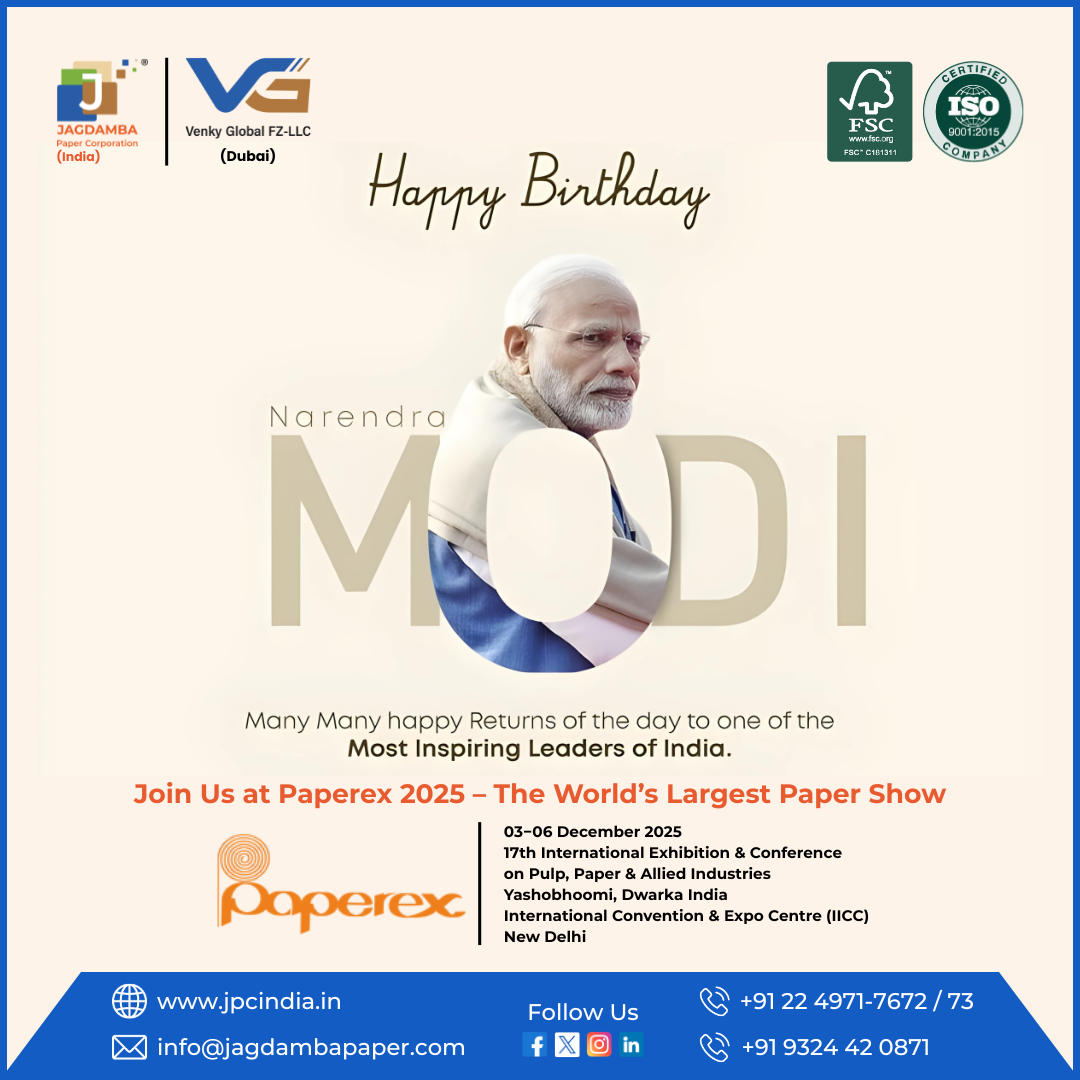 J
®
JAGDAMBA
Paper Corporation
(India)
VG
Venky Global FZ-LLC
(Dubai)
™
FSC
www.fsc.org
FSC™ C181311
CERTIFIED
ISO
9001:2015
COMPANY
Happy Birthday
Narendra
MODI
Many Many happy Returns of the day to one of the
Most Inspiring Leaders of India.
Join Us at Paperex 2025 – The World’s Largest Paper Show
Paperex
03–06 December 2025
17th International Exhibition & Conference
on Pulp, Paper & Allied Industries
Yashobhoomi, Dwarka India
International Convention & Expo Centre (IICC)
New Delhi
www.jpcindia.in
info@jagdambapaper.com
Follow Us
+91 22 4971-7672 / 73
+91 9324 42 0871